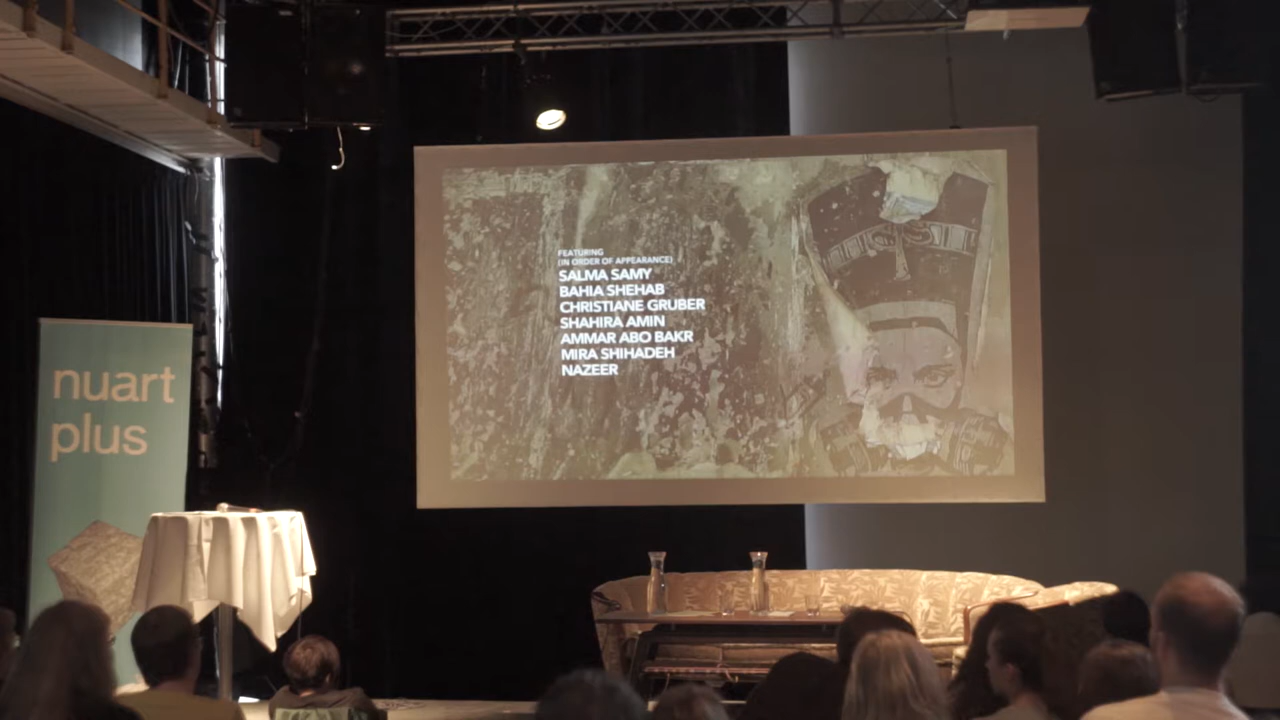 nuart
plus
FEATURING
(IN ORDER OF APPEARANCE)
SALMA SAMY
BAHIA SHEHAB
CHRISTIANE GRUBER
SHAHIRA AMIN
AMMAR ABO BAKR
MIRA SHIHADEH
NAZEER